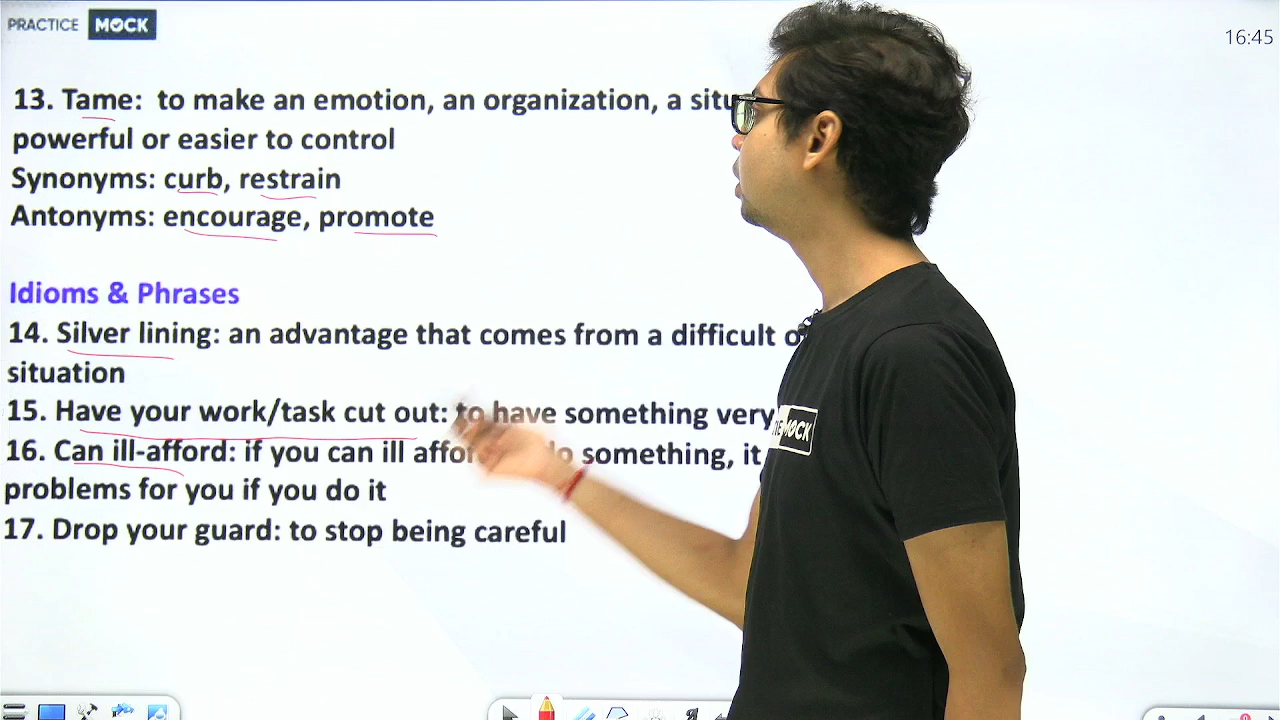 PRACTICE MOCK
16:45
13. Tame: to make an emotion, an organization, a
powerful or easier to control
Synonyms: curb, restrain
Antonyms: encourage, promote
Idioms & Phrases
14. Silver lining: an advantage that comes from a difficult
situation
15. Have your work/task cut out: to have something very
16. Can ill-afford: if you can ill something, it
problems for you if you do it
17. Drop your guard: to stop being careful
MOCK